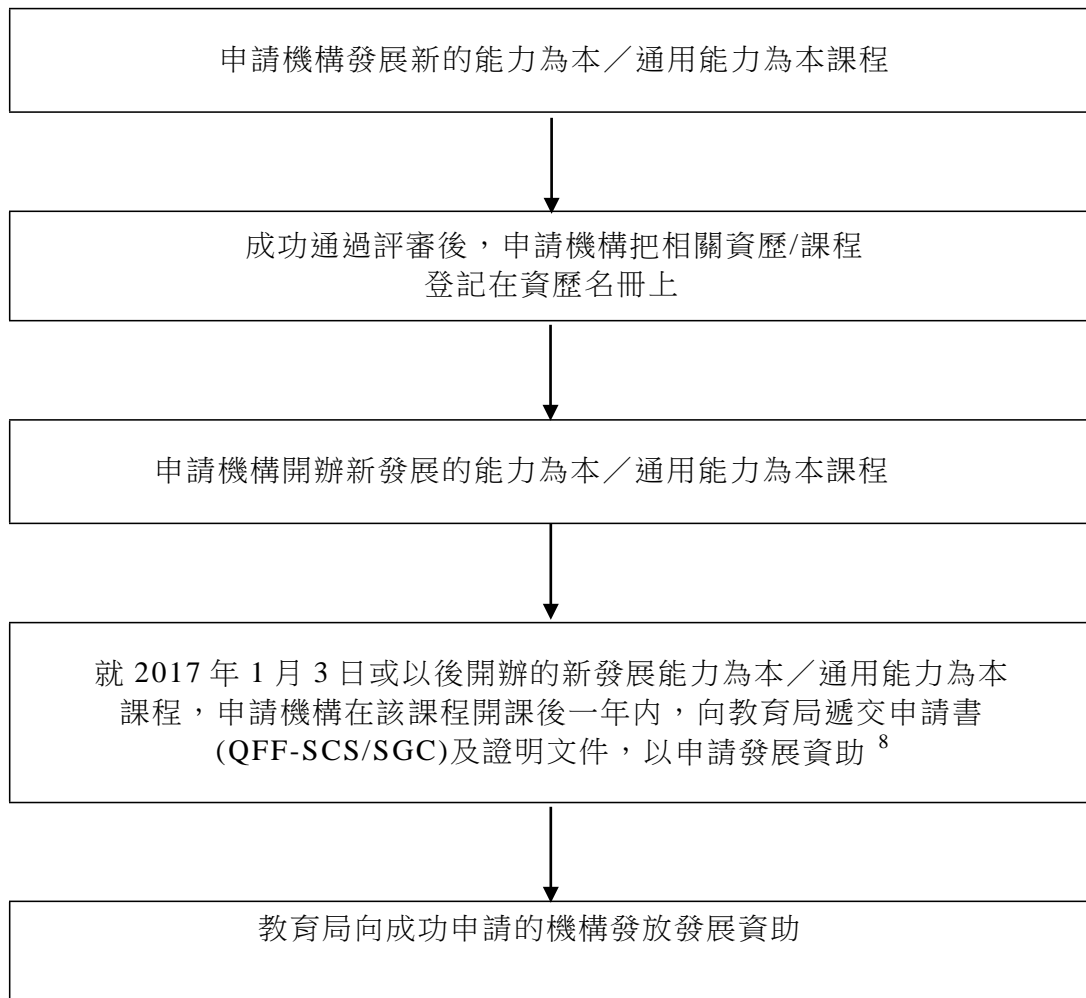 申請機構發展新的能力為本／通用能力為本課程
成功通過評審後，申請機構把相關資歷/課程
登記在資歷名冊上
申請機構開辦新發展的能力為本／通用能力為本課程
就 2017 年 1 月 3 日或以後開辦的新發展能力為本／通用能力為本
課程，申請機構在該課程開課後一年内，向教育局遞交申請書
(QFF-SCS/SGC)及證明文件，以申請發展資助 8
教育局向成功申請的機構發放發展資助